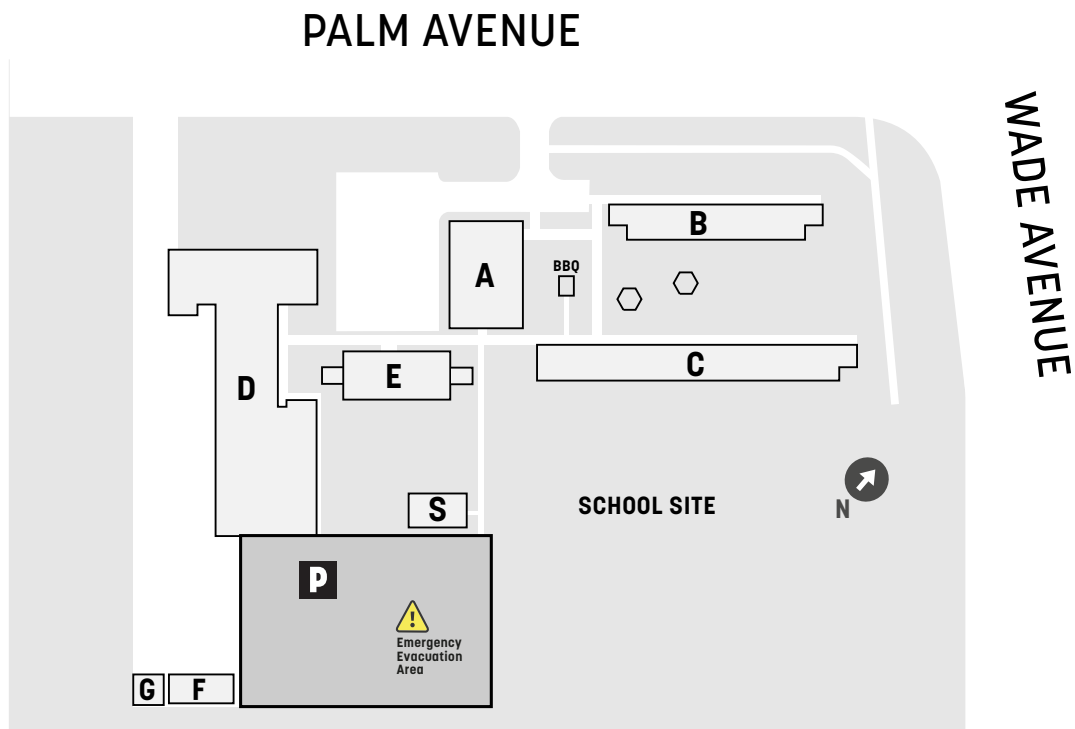 PALM AVENUE
WADE AVENUE
B
A
BBQ
C
E
D
S
SCHOOL SITE
N
P
!
Emergency
Evacuation
Area
G
F